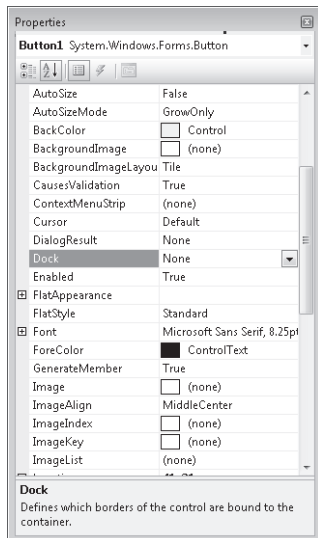 Properties
Button1 System.Windows.Forms.Button
AutoSize False
AutoSizeMode GrowOnly
BackColor Control
BackgroundImage (none)
BackgroundImageLayou Tile
CausesValidation True
ContextMenuStrip (none)
Cursor Default
DialogResult None
Dock None
Enabled True
FlatAppearance
FlatStyle Standard
Font Microsoft Sans Serif, 8.25pt
ForeColor ControlText
GenerateMember True
Image (none)
ImageAlign MiddleCenter
ImageIndex (none)
ImageKey (none)
ImageList (none)
Dock
Defines which borders of the control are bound to the
container.